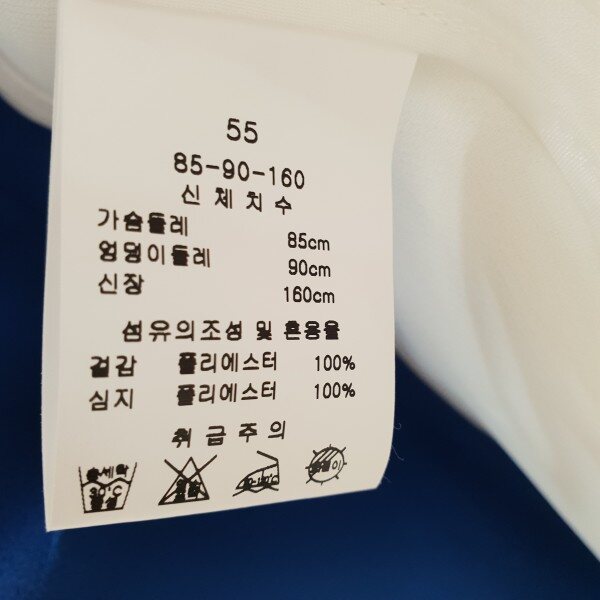 55
85-90-160
신체치수
가슴둘레 85cm
엉덩이둘레 90cm
신장 160cm
섬유의조성 및 혼용율
겉감 폴리에스터 100%
심지 폴리에스터 100%
취급주의
30℃